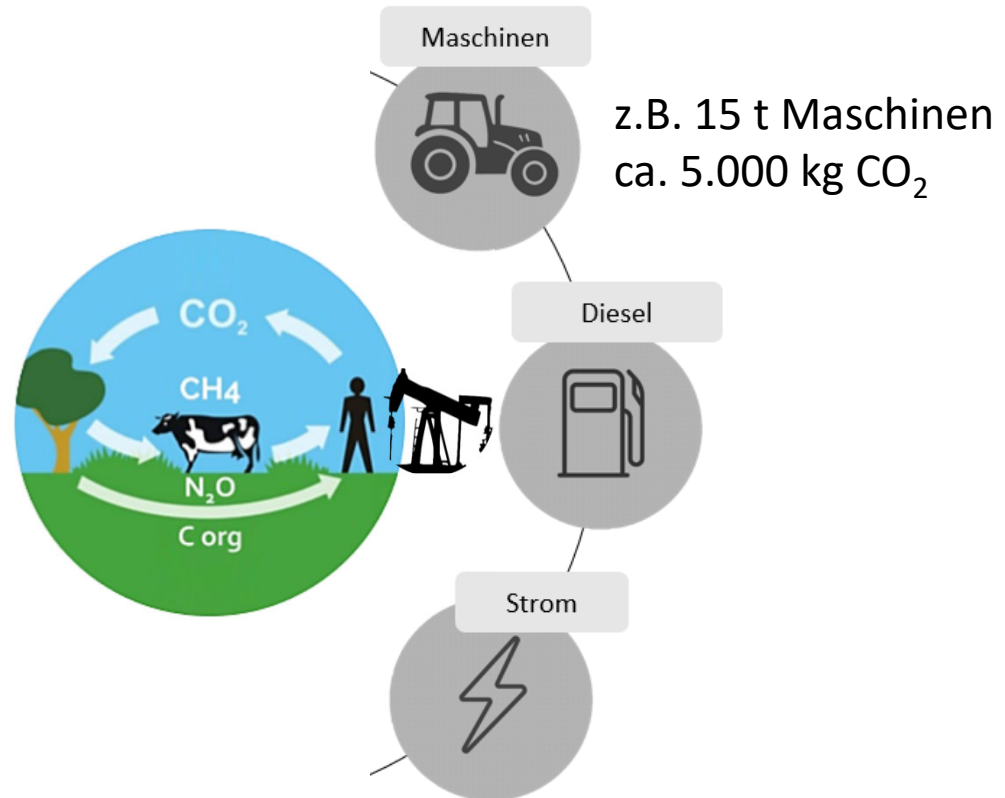 Maschinen
z.B. 15 t Maschinen
ca. 5.000 kg CO₂
Diesel
CO₂
CH4
N₂O
C org
Strom